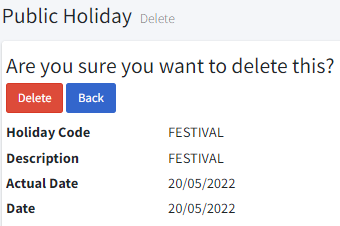 Public Holiday Delete
Are you sure you want to delete this?
Delete Back
Holiday Code FESTIVAL
Description FESTIVAL
Actual Date 20/05/2022
Date 20/05/2022